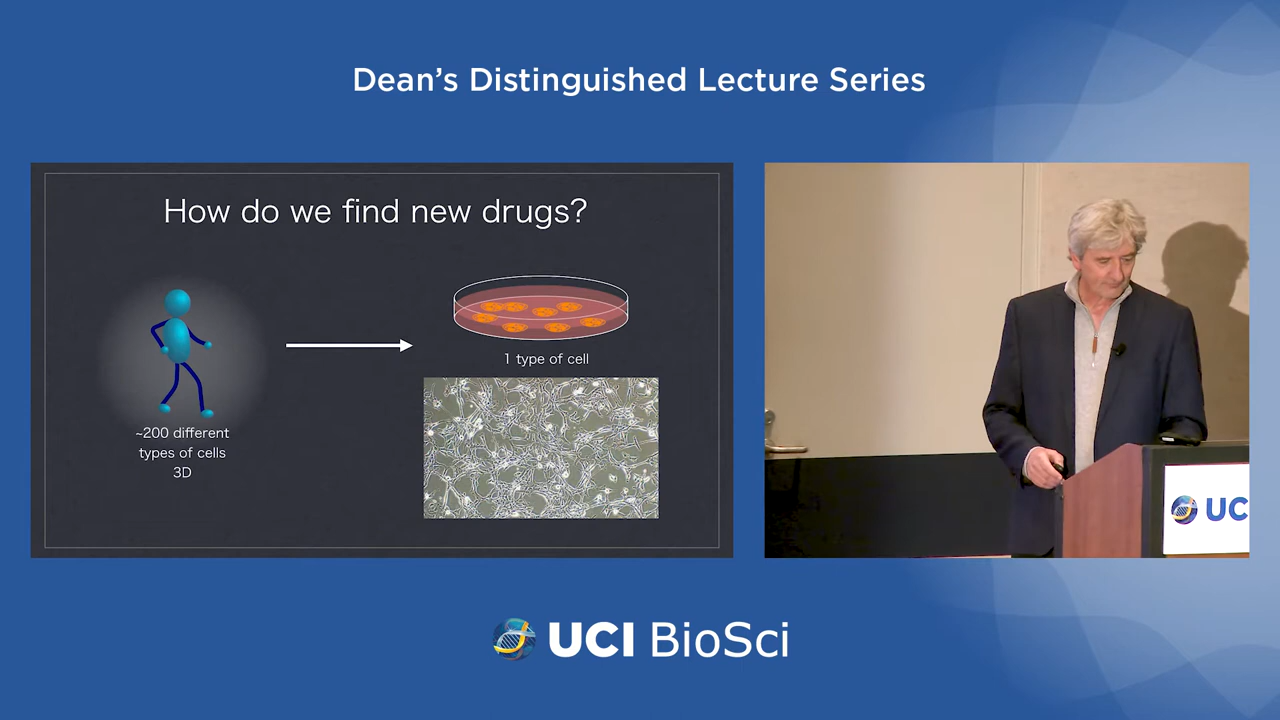 Dean's Distinguished Lecture Series
How do we find new drugs?
1 type of cell
~200 different
types of cells
3D
UC
UCI BioSci